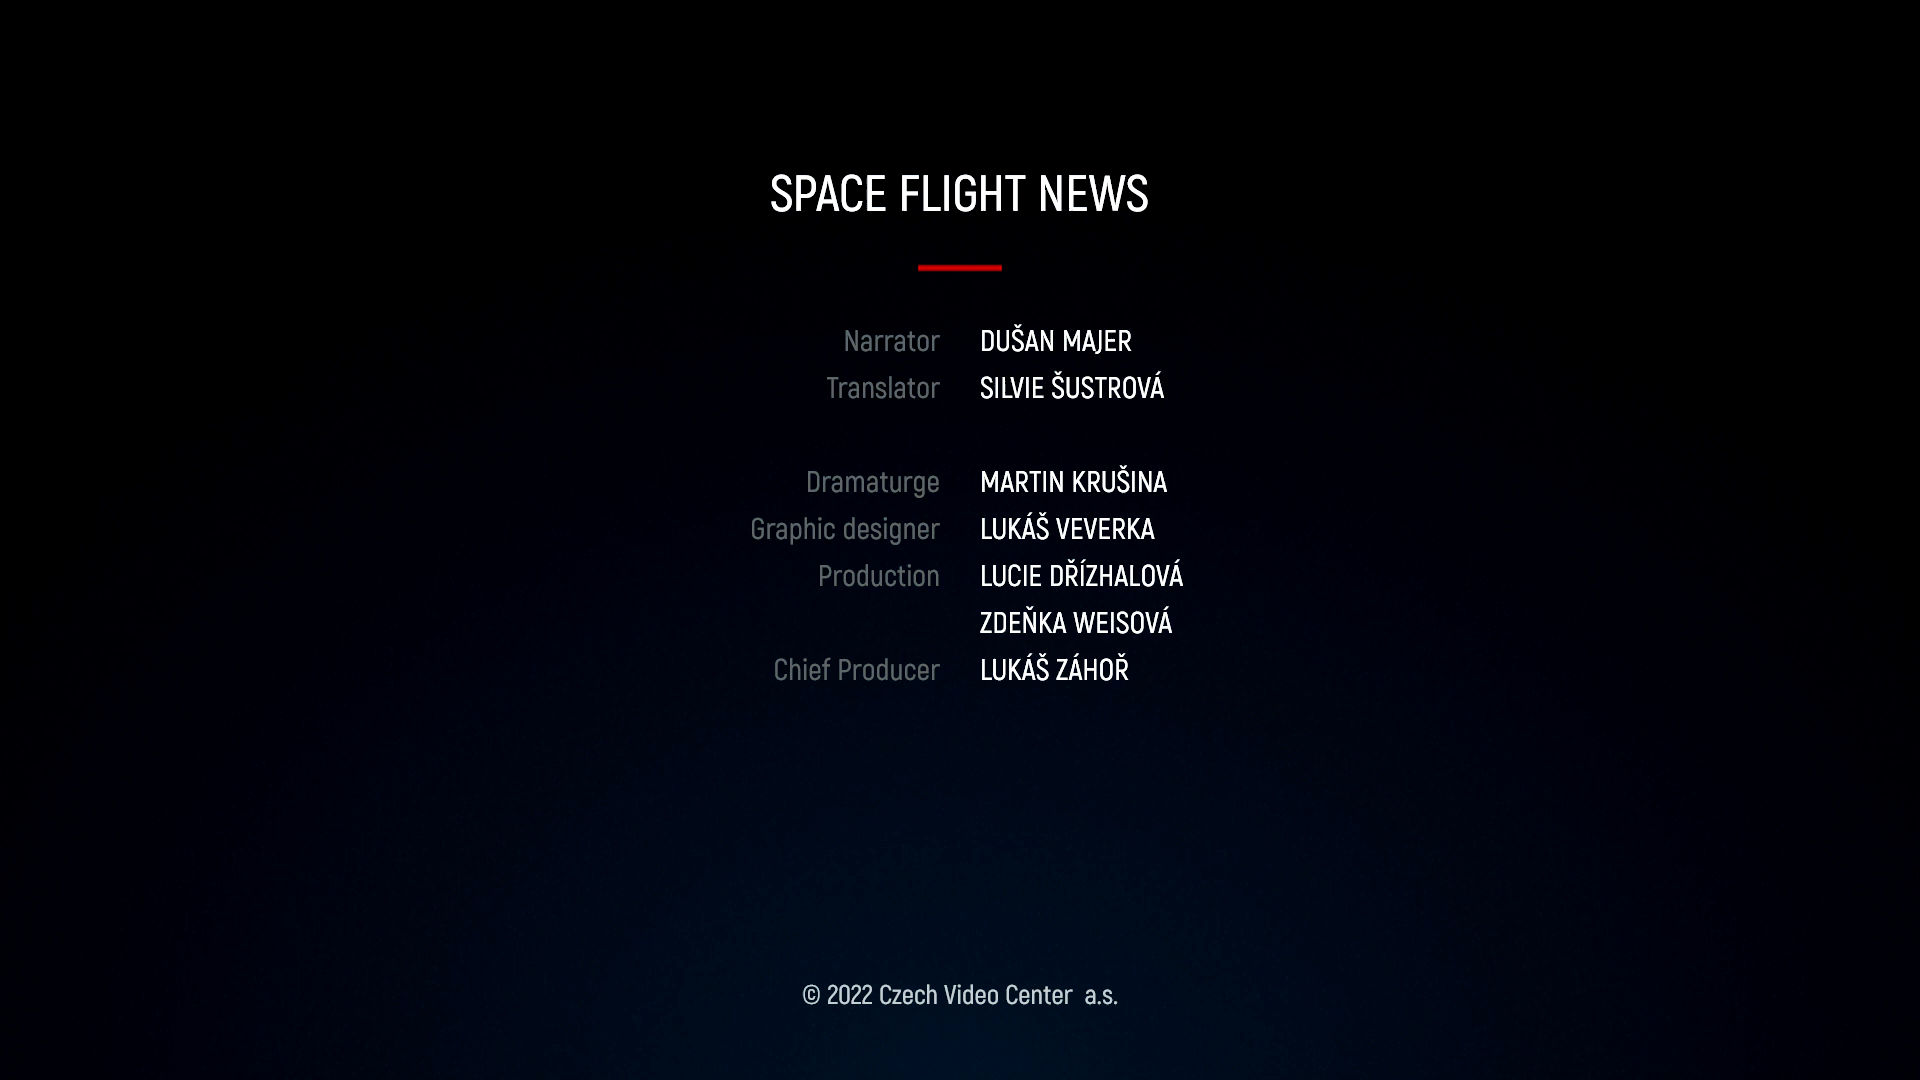 SPACE FLIGHT NEWS
Narrator DUŠAN MAJER
Translator SILVIE ŠUSTROVÁ
Dramaturge MARTIN KRUŠINA
Graphic designer LUKÁŠ VEVERKA
Production LUCIE DŘÍZHALOVÁ
ZDEŇKA WEISOVÁ
Chief Producer LUKÁŠ ZÁHOŘ
© 2022 Czech Video Center a.s.